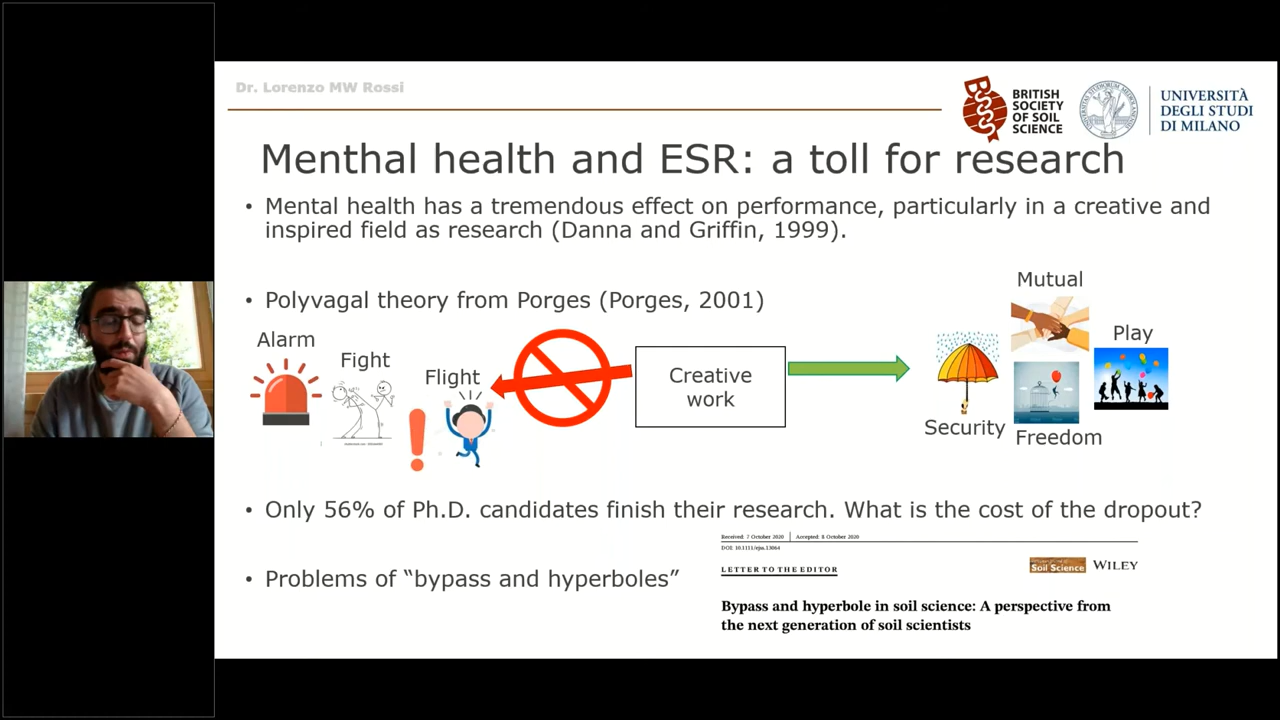 Dr. Lorenzo MW Rossi
BRITISH
SOCIETY
OF SOIL
SCIENCE
UNIVERSITÀ
DEGLI STUDI
DI MILANO
Menthal health and ESR: a toll for research
• Mental health has a tremendous effect on performance, particularly in a creative and
inspired field as research (Danna and Griffin, 1999).
• Polyvagal theory from Porges (Porges, 2001)
Alarm
Fight
Flight
Creative
work
Mutual
Play
Security
Freedom
• Only 56% of Ph.D. candidates finish their research. What is the cost of the dropout?
• Problems of “bypass and hyperboles”
Received: 7 October 2020 | Accepted: 8 October 2020
DOI: 10.1111/ejss.13064
LETTER TO THE EDITOR
Soil Science
WILEY
Bypass and hyperbole in soil science: A perspective from
the next generation of soil scientists